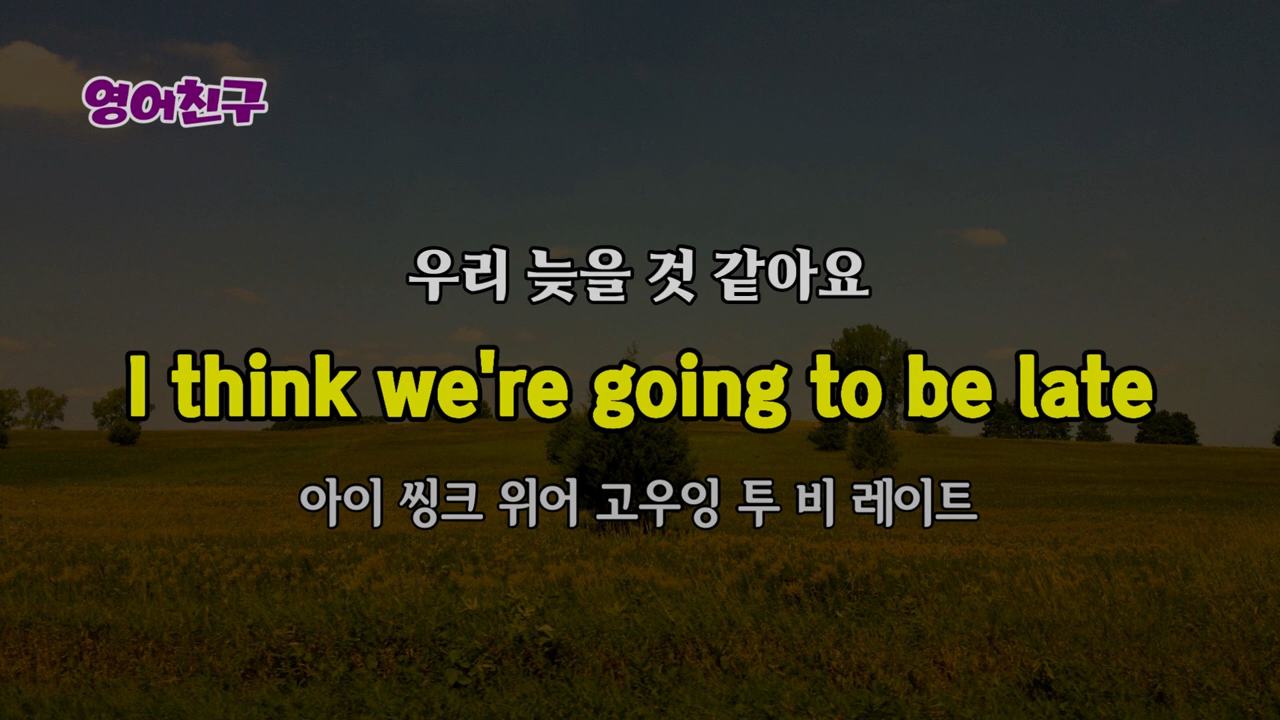 영어친구
우리 늦을 것 같아요
I think we're going to be late
아이 씽크 위어 고우잉 투 비 레이트